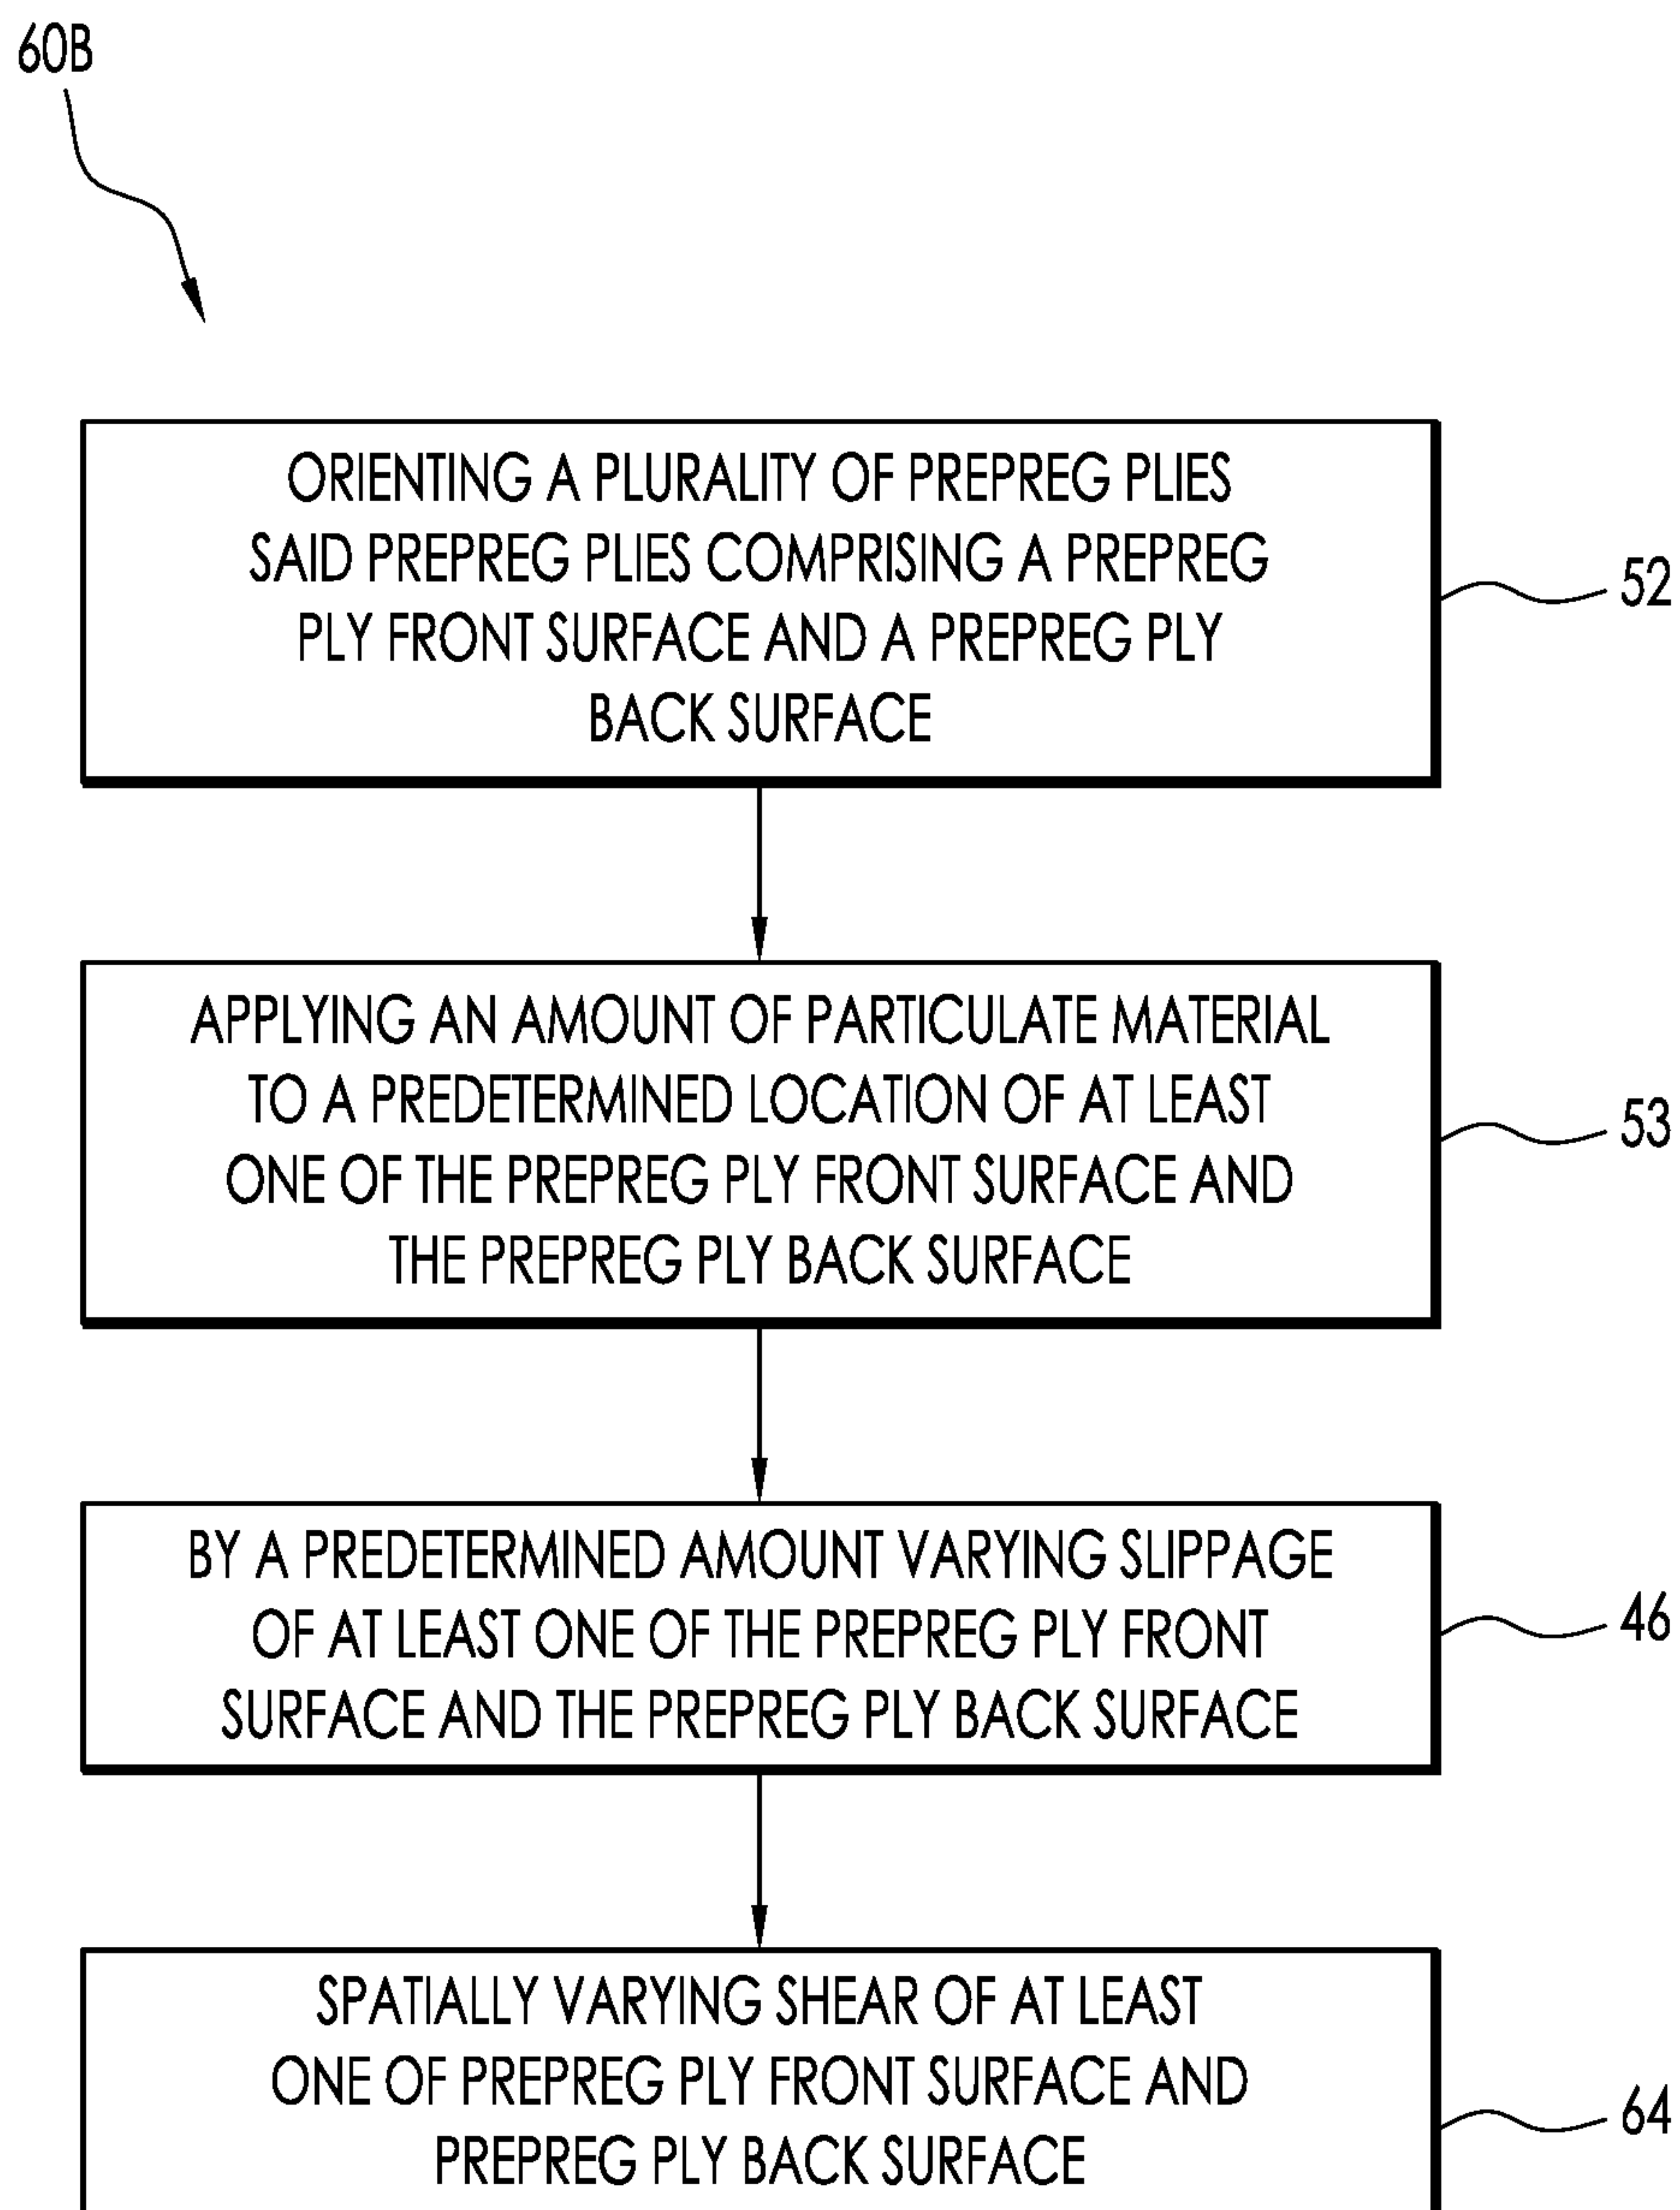 60B
ORIENTING A PLURALITY OF PREPREG PLIES
SAID PREPREG PLIES COMPRISING A PREPREG
PLY FRONT SURFACE AND A PREPREG PLY
BACK SURFACE
52
APPLYING AN AMOUNT OF PARTICULATE MATERIAL
TO A PREDETERMINED LOCATION OF AT LEAST
ONE OF THE PREPREG PLY FRONT SURFACE AND
THE PREPREG PLY BACK SURFACE
53
BY A PREDETERMINED AMOUNT VARYING SLIPPAGE
OF AT LEAST ONE OF THE PREPREG PLY FRONT
SURFACE AND THE PREPREG PLY BACK SURFACE
46
SPATIALLY VARYING SHEAR OF AT LEAST
ONE OF PREPREG PLY FRONT SURFACE AND
PREPREG PLY BACK SURFACE
64